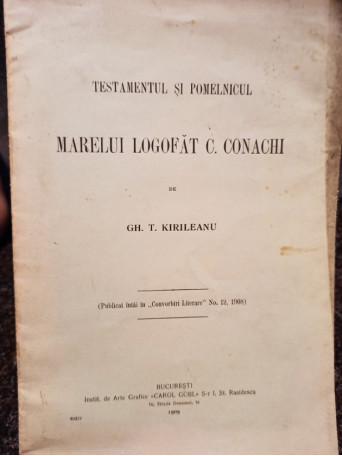 TESTAMENTUL ȘI POMELNICUL
MARELUI LOGOFĂT C. CONACHI
DE
GH. T. KIRILEANU
(Publicat întâi în „Convorbiri Literare” No. 12, 1908)
BUCUREȘTI
Instit. de Arte Grafice «CAROL GÖBL» S-r I. St. Rasidescu
16, Strada Doamnei, 16
1909